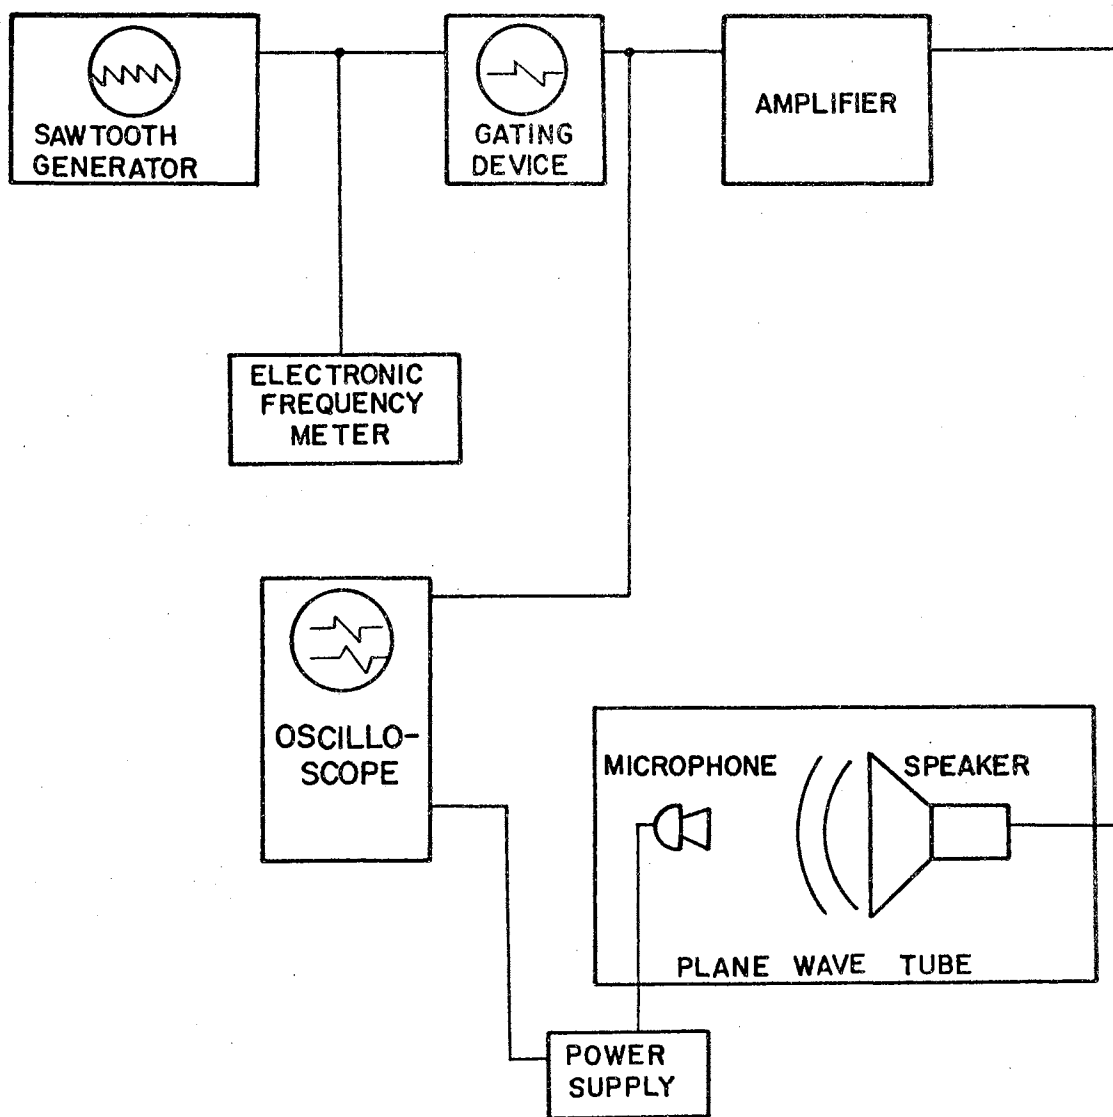 SAWTOOTH
GENERATOR
GATING
DEVICE
AMPLIFIER
ELECTRONIC
FREQUENCY
METER
OSCILLO-
SCOPE
MICROPHONE
SPEAKER
PLANE WAVE TUBE
POWER
SUPPLY